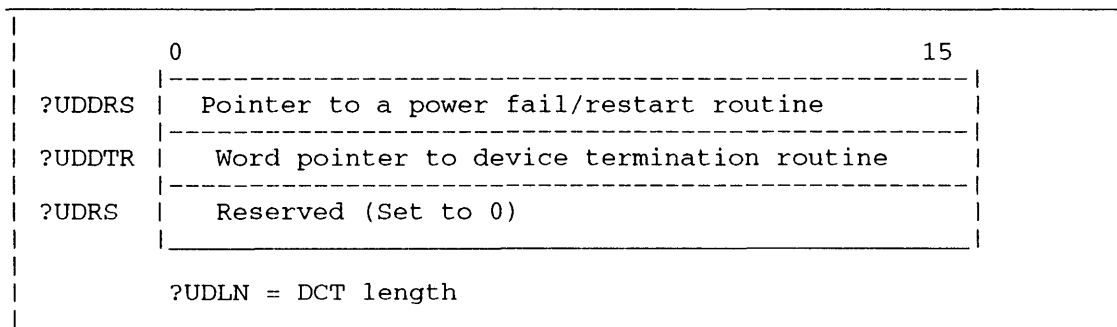 0 15
?UDDRS Pointer to a power fail/restart routine
?UDDTR Word pointer to device termination routine
?UDRS Reserved (Set to 0)
?UDLN = DCT length